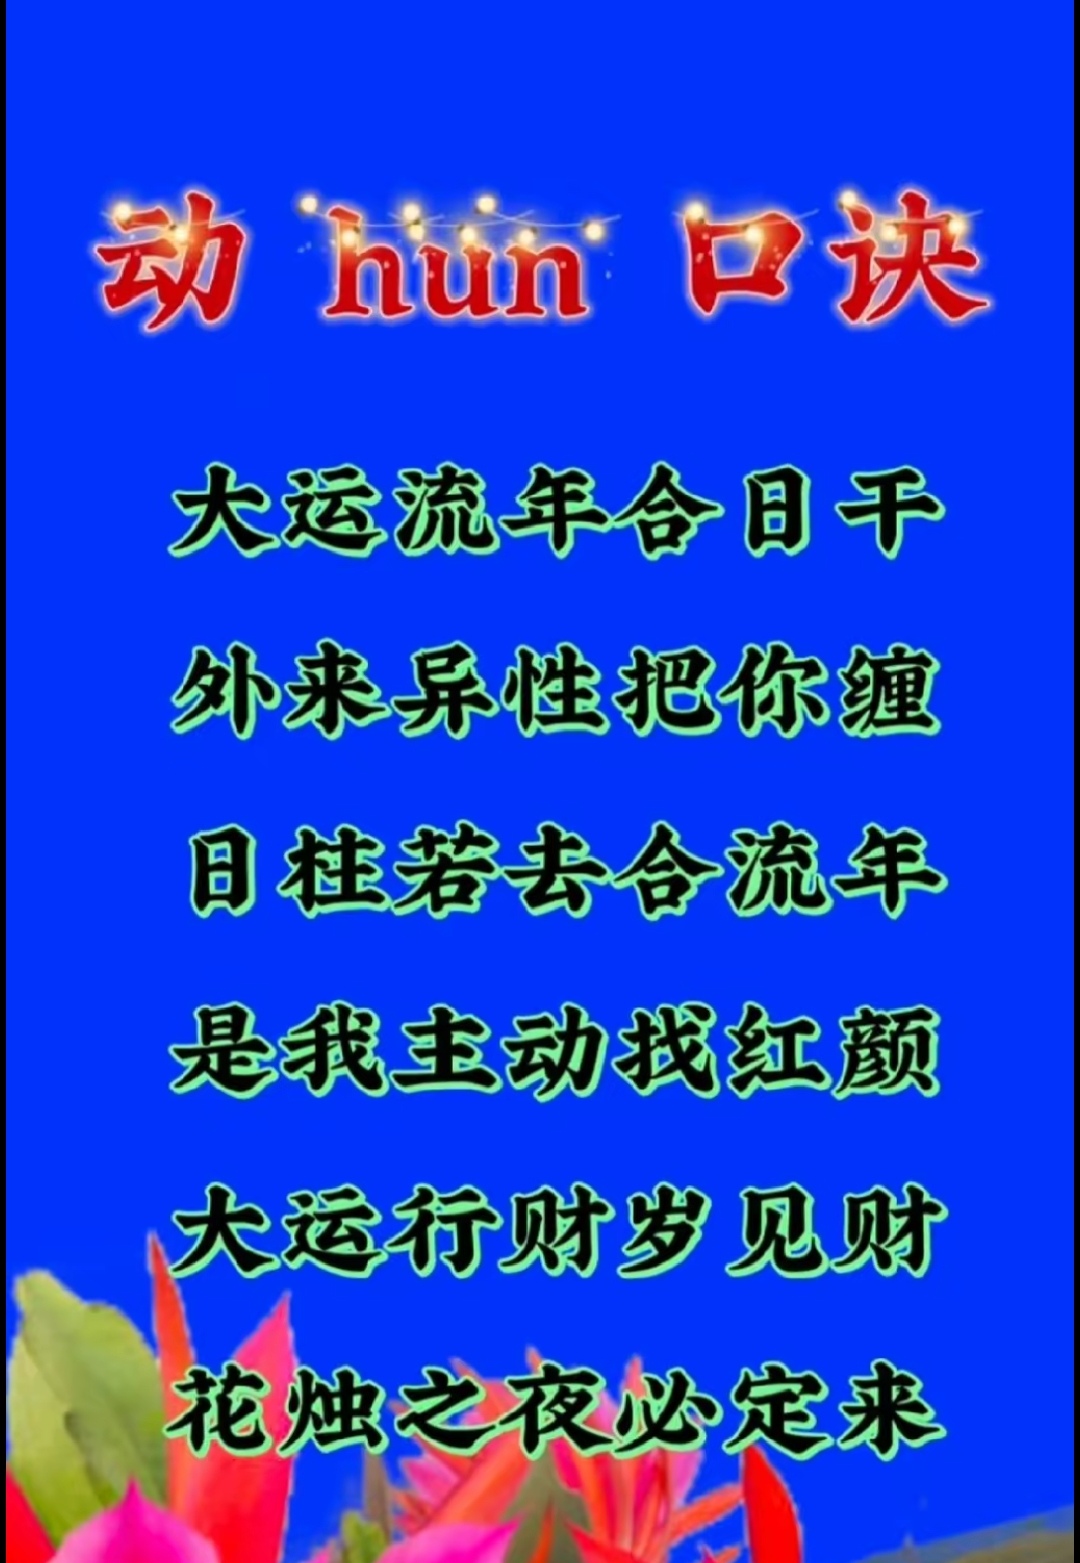 动 hun 口诀
大运流年合日干
外来异性把你缠
日柱若去合流年
是我主动找红颜
大运行财岁见财
花烛之夜必定来